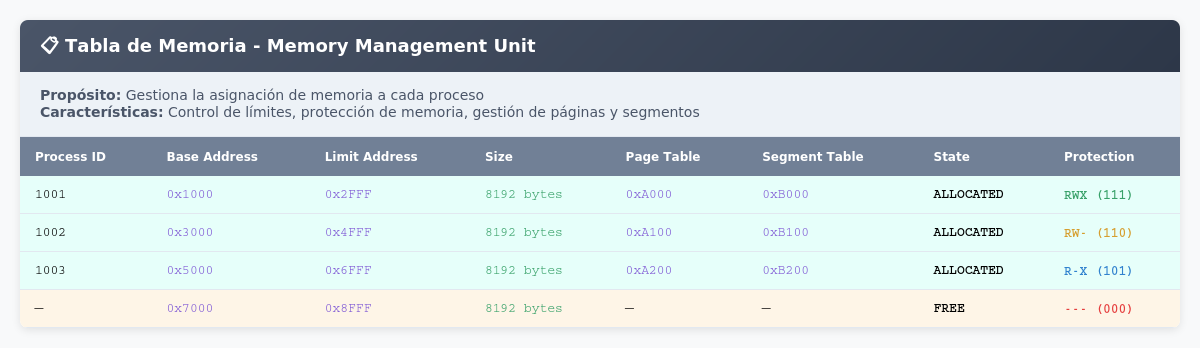 📋 Tabla de Memoria - Memory Management Unit
Propósito: Gestiona la asignación de memoria a cada proceso
Características: Control de límites, protección de memoria, gestión de páginas y segmentos
Process ID Base Address Limit Address Size Page Table Segment Table State Protection
1001 0x1000 0x2FFF 8192 bytes 0xA000 0xB000 ALLOCATED RWX (111)
1002 0x3000 0x4FFF 8192 bytes 0xA100 0xB100 ALLOCATED RW- (110)
1003 0x5000 0x6FFF 8192 bytes 0xA200 0xB200 ALLOCATED R-X (101)
— 0x7000 0x8FFF 8192 bytes — — FREE --- (000)